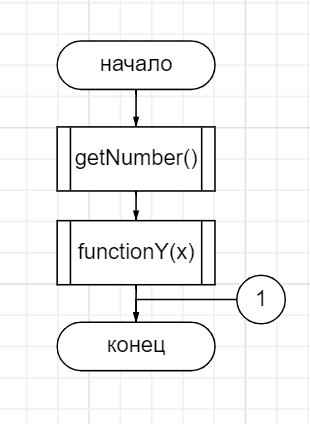 начало
getNumber()
functionY(x)
1
конец